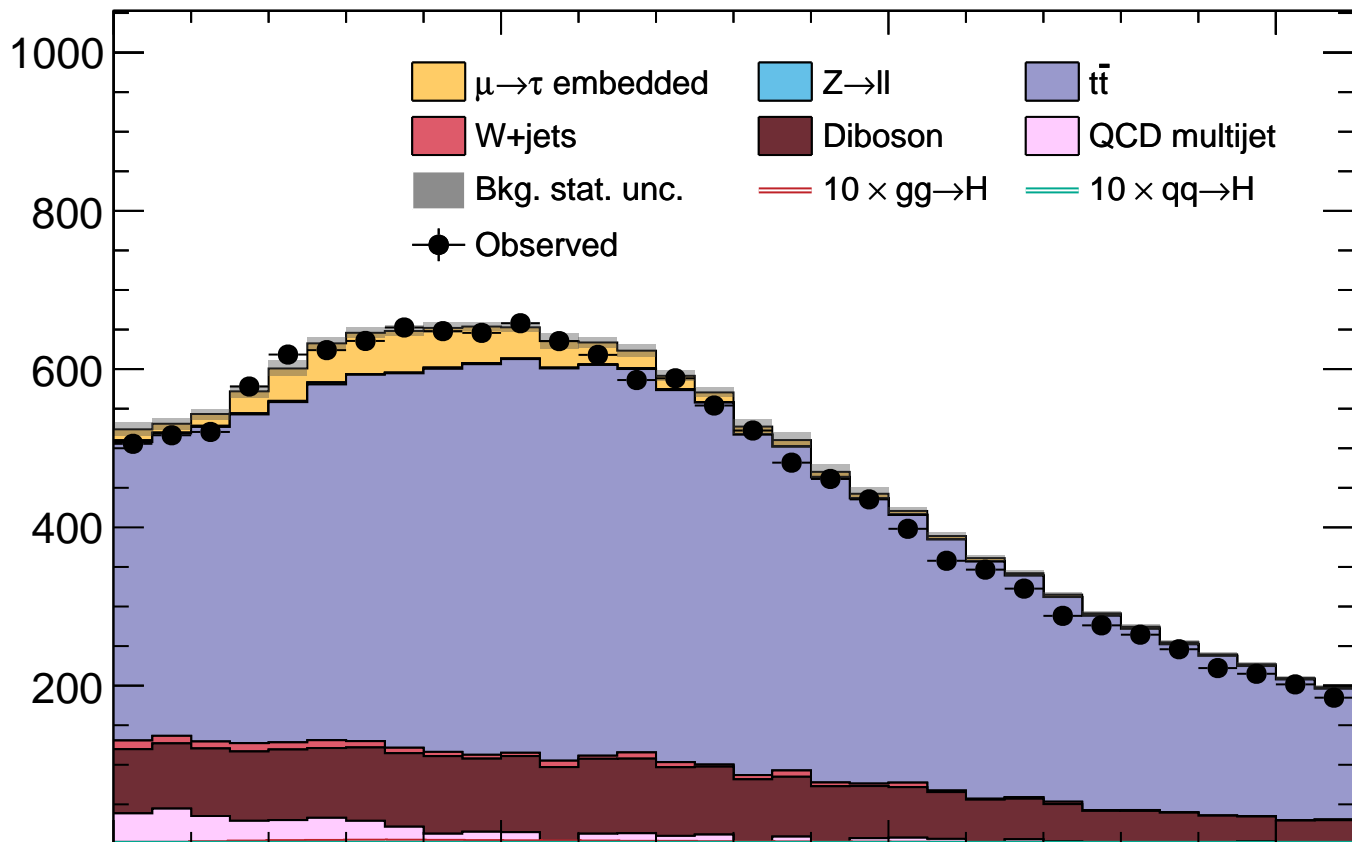 1000
μ→τ embedded Z→ll tt̄
W+jets Diboson QCD multijet
800
Bkg. stat. unc. 10 × gg→H 10 × qq→H
Observed
600
400
200